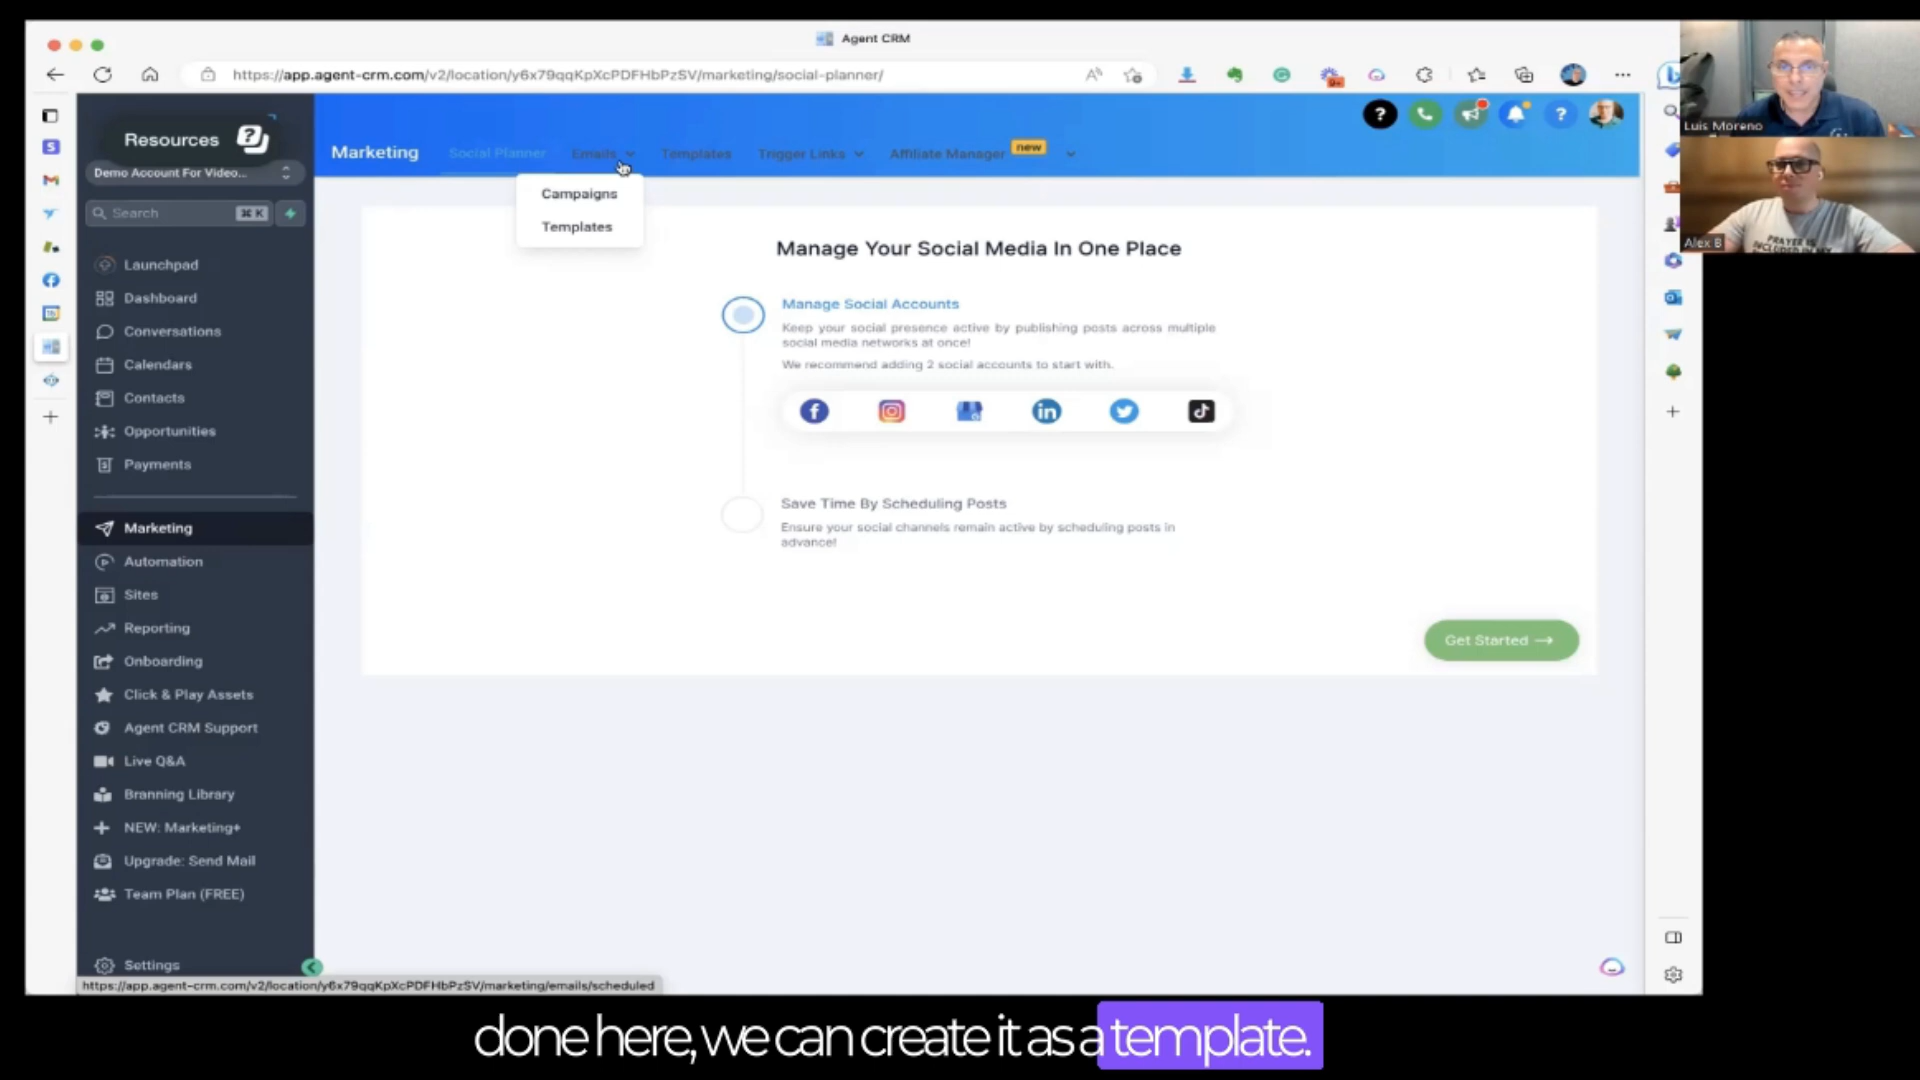 Agent CRM
https://app.agent-crm.com/v2/location/y6x79qqKpXcPDFHbPzSV/marketing/social-planner/
Luis Moreno
Alex B
Resources
Demo Account For Video...
Search
⌘ K
Launchpad
Dashboard
Conversations
Calendars
Contacts
Opportunities
Payments
Marketing
Automation
Sites
Reporting
Onboarding
Click & Play Assets
Agent CRM Support
Live Q&A
Branning Library
NEW: Marketing+
Upgrade: Send Mail
Team Plan (FREE)
Settings
Marketing
Social Planner
Emails
Templates
Trigger Links
Affiliate Manager
new
Campaigns
Templates
Manage Your Social Media In One Place
Manage Social Accounts
Keep your social presence active by publishing posts across multiple
social media networks at once!
We recommend adding 2 social accounts to start with.
Save Time By Scheduling Posts
Ensure your social channels remain active by scheduling posts in
advance!
Get Started →
https://app.agent-crm.com/v2/location/y6x79qqKpXcPDFHbPzSV/marketing/emails/scheduled
done here, we can create it as a template.